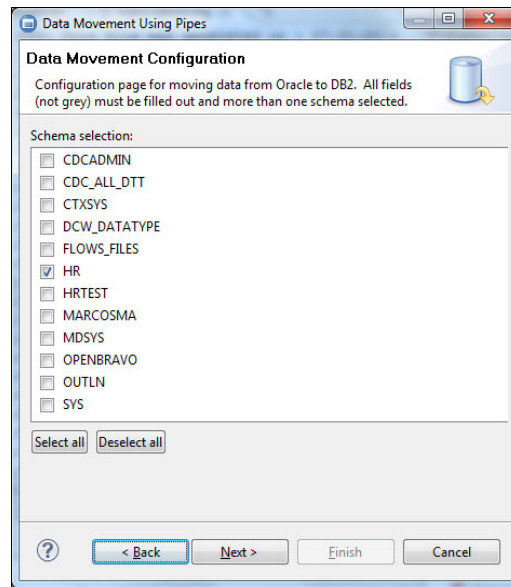 Data Movement Using Pipes
Data Movement Configuration
Configuration page for moving data from Oracle to DB2. All fields
(not grey) must be filled out and more than one schema selected.
Schema selection:
CDCADMIN
CDC_ALL_DTT
CTXSYS
DCW_DATATYPE
FLOWS_FILES
HR
HRTEST
MARCOSMA
MDSYS
OPENBRAVO
OUTLN
SYS
Select all Deselect all
? < Back Next > Finish Cancel